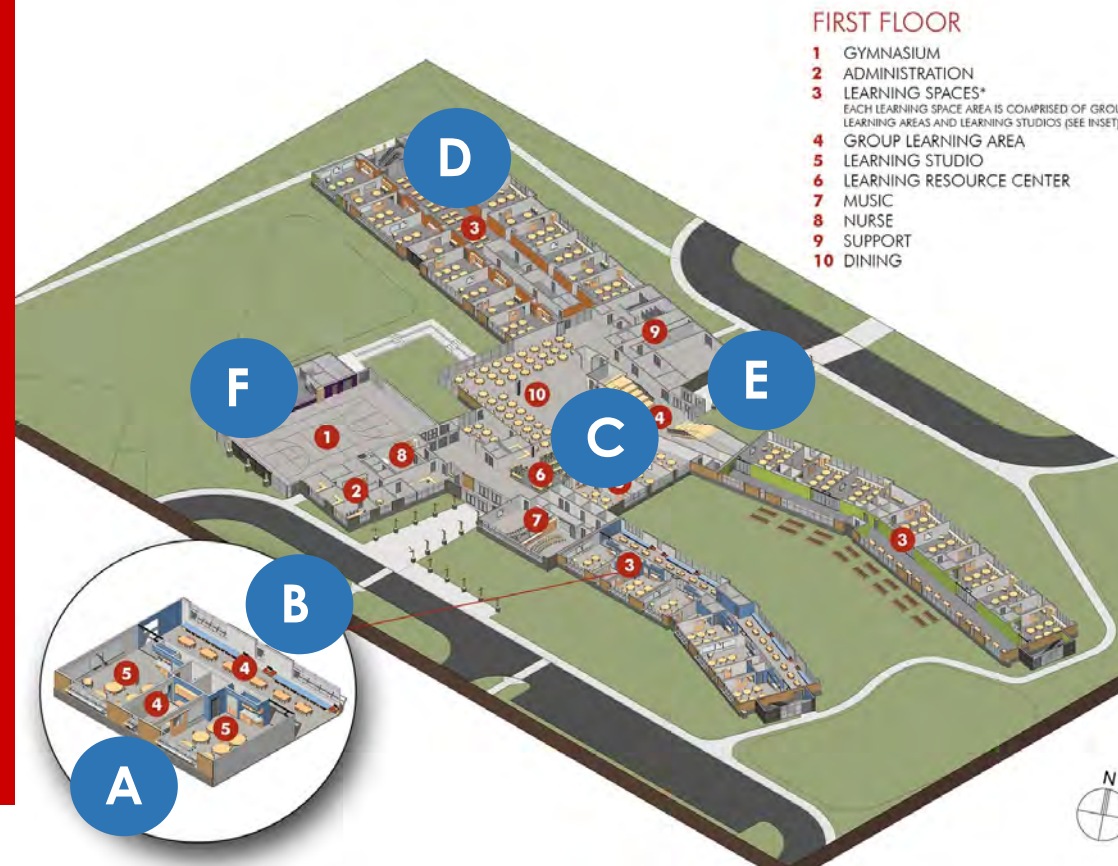 FIRST FLOOR
1 GYMNASIUM
2 ADMINISTRATION
3 LEARNING SPACES*
EACH LEARNING SPACE AREA IS COMPRISED OF
LEARNING AREAS AND LEARNING STUDIOS (SEE INSET)
4 GROUP LEARNING AREA
5 LEARNING STUDIO
6 LEARNING RESOURCE CENTER
7 MUSIC
8 NURSE
9 SUPPORT
10 DINING
D
3
9
E
F
10
4
C
1
8
6
2
7
3
3
B
5
4
4
5
A
N